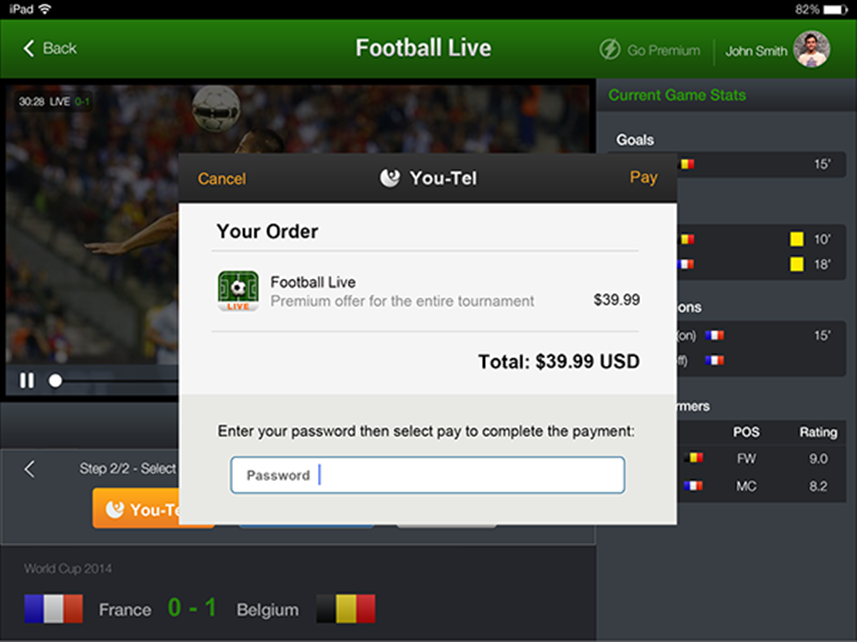 iPad
82%
Back
Football Live
Go Premium
John Smith
30:28 LIVE 0-1
Current Game Stats
Goals
15'
Cancel
You-Tel
Pay
Your Order
Football Live
Premium offer for the entire tournament
$39.99
LIVE
Total: $39.99 USD
Enter your password then select pay to complete the payment:
Password
10'
18'
ons
(on) 15'
ff)
rmers
POS Rating
FW 9.0
MC 8.2
Step 2/2 - Select
You-Te
World Cup 2014
France 0 - 1 Belgium